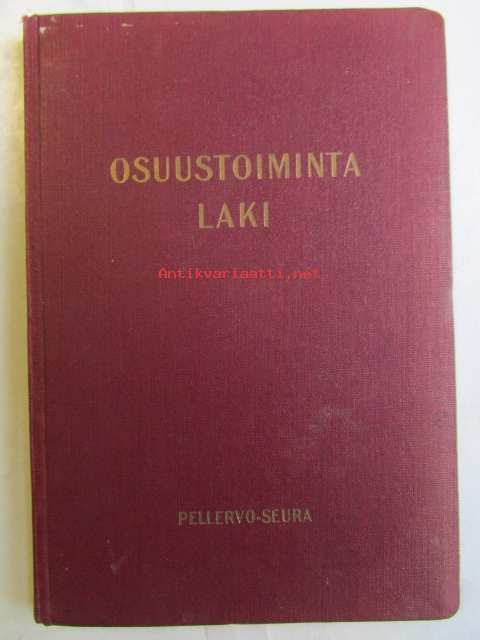 OSUUSTOIMINTA
LAKI
Antikvariaatti.net
PELLERVO-SEURA